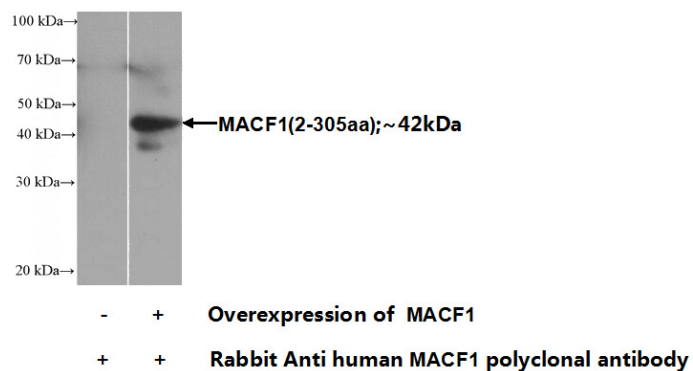 100 kDa→
70 kDa→
50 kDa→
MACF1(2-305aa);~42kDa
40 kDa→
30 kDa→
20 kDa→
- + Overexpression of MACF1
+ + Rabbit Anti human MACF1 polyclonal antibody